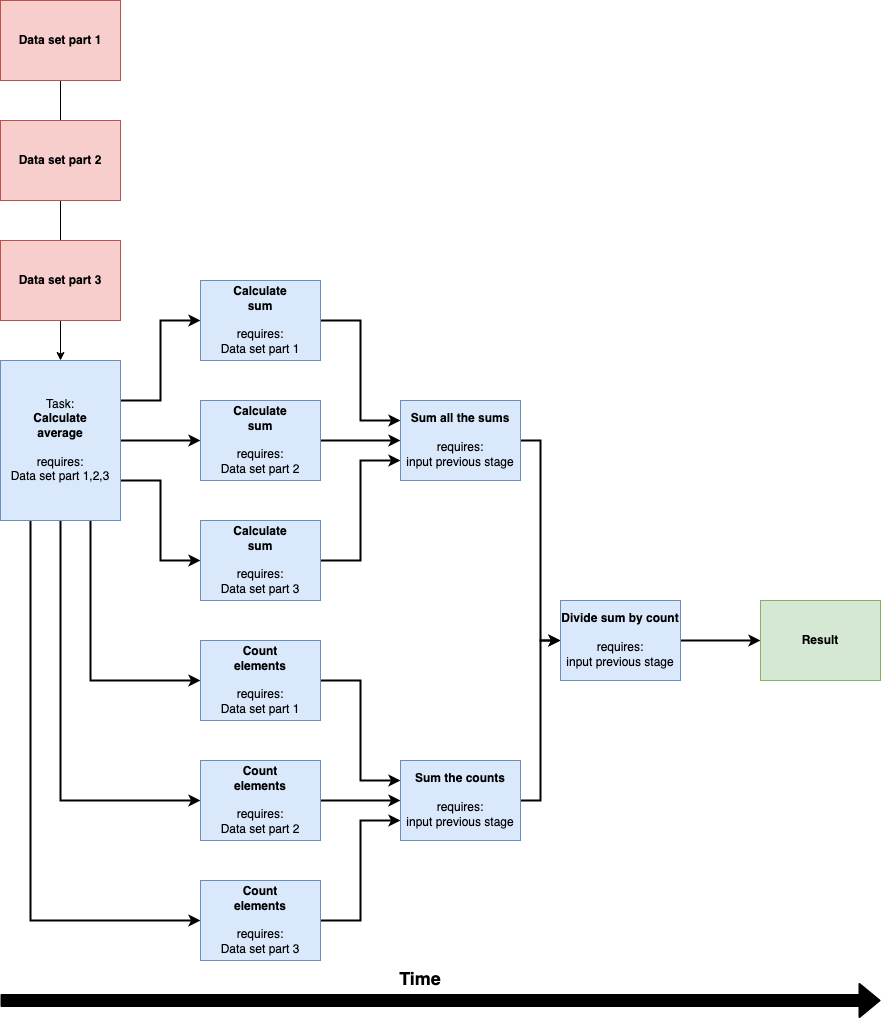 Data set part 1
Data set part 2
Data set part 3
Task:
Calculate
average
requires:
Data set part 1,2,3
Calculate
sum
requires:
Data set part 1
Calculate
sum
requires:
Data set part 2
Calculate
sum
requires:
Data set part 3
Count
elements
requires:
Data set part 1
Count
elements
requires:
Data set part 2
Count
elements
requires:
Data set part 3
Sum all the sums
requires:
input previous stage
Sum the counts
requires:
input previous stage
Divide sum by count
requires:
input previous stage
Result
Time